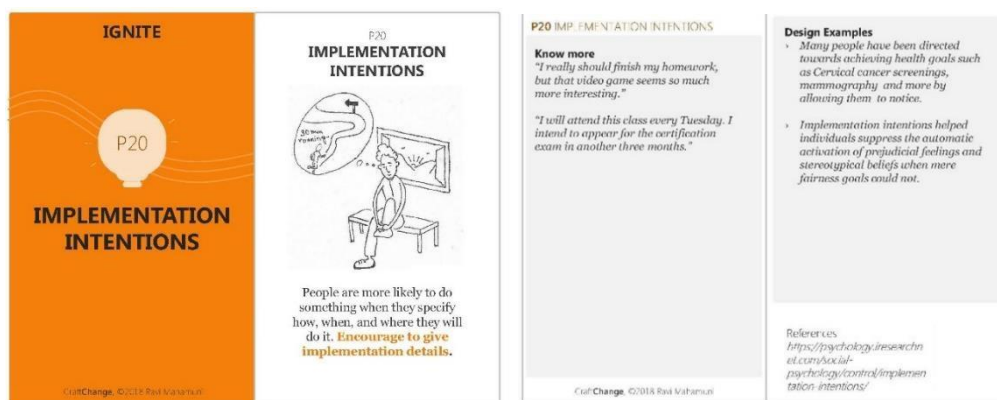 IGNITE
P20
IMPLEMENTATION
INTENTIONS
P20
IMPLEMENTATION
INTENTIONS
30 min
running
People are more likely to do
something when they specify
how, when, and where they will
do it. Encourage to give
implementation details.
CraftChange, ©2018 Ravi Mahamuni
CraftChange, ©2018 Ravi Mahamuni
P20 IMPLEMENTATION INTENTIONS
Know more
"I really should finish my homework,
but that video game seems so much
more interesting."
"I will attend this class every Tuesday. I
intend to appear for the certification
exam in another three months."
CraftChange, ©2018 Ravi Mahamuni
Design Examples
› Many people have been directed
towards achieving health goals such
as Cervical cancer screenings,
mammography and more by
allowing them to notice.
› Implementation intentions helped
individuals suppress the automatic
activation of prejudicial feelings and
stereotypical beliefs when mere
fairness goals could not.
References
https://psychology.iresearchn
et.com/social-
psychology/control/implemen
tation-intentions/